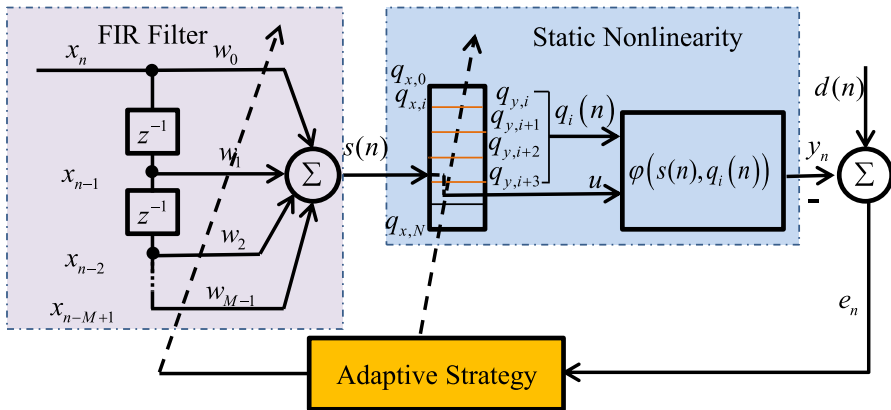 FIR Filter
Static Nonlinearity
x_n
w_0
z^{-1}
x_{n-1}
w_1
z^{-1}
x_{n-2}
w_2
x_{n-M+1}
w_{M-1}
Σ
s(n)
q_{x,0}
q_{x,i}
q_{x,N}
q_{y,i}
q_{y,i+1}
q_{y,i+2}
q_{y,i+3}
q_i(n)
u
φ(s(n), q_i(n))
d(n)
y_n
-
Σ
e_n
Adaptive Strategy